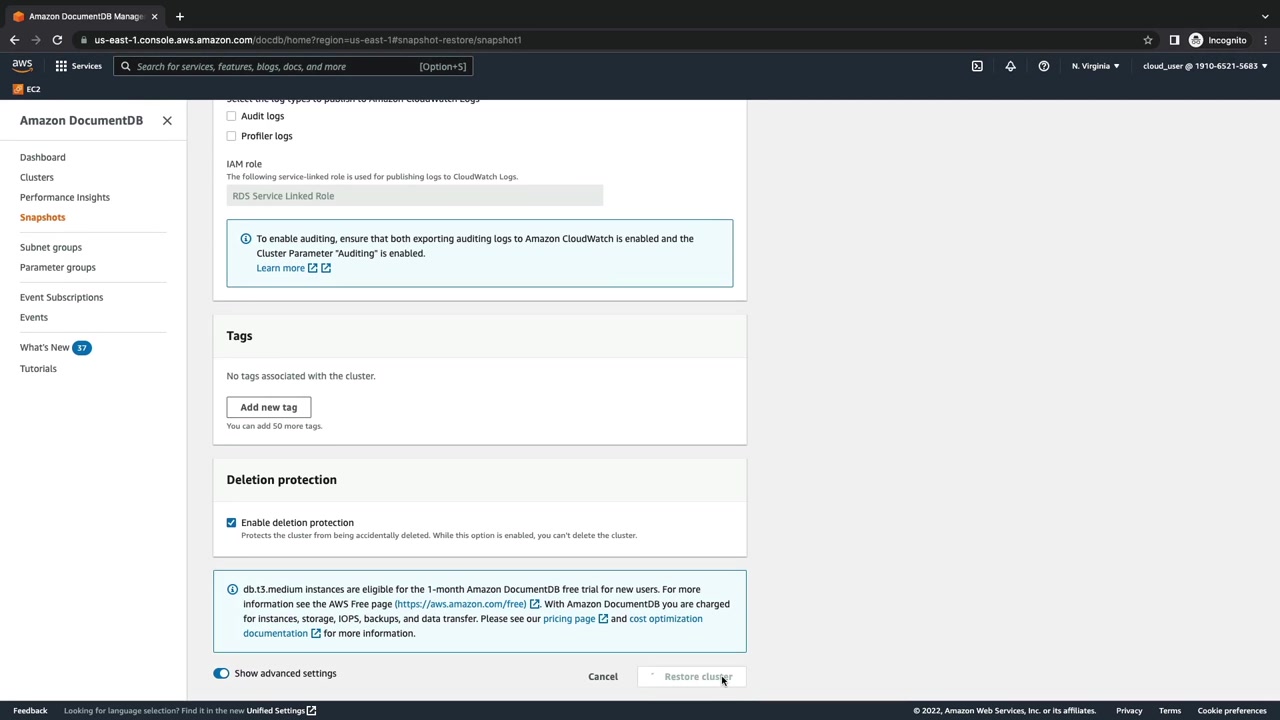 Amazon DocumentDB Manage
us-east-1.console.aws.amazon.com/docdb/home?region=us-east-1#snapshot-restore/snapshot1
Incognito
aws
Services
Search for services, features, blogs, docs, and more
[Option+S]
N. Virginia
cloud_user @ 1910-6521-5683
EC2
Amazon DocumentDB
Dashboard
Clusters
Performance Insights
Snapshots
Subnet groups
Parameter groups
Event Subscriptions
Events
What's New 37
Tutorials
Select the log types to publish to Amazon CloudWatch Logs
Audit logs
Profiler logs
IAM role
The following service-linked role is used for publishing logs to CloudWatch Logs.
RDS Service Linked Role
To enable auditing, ensure that both exporting auditing logs to Amazon CloudWatch is enabled and the
Cluster Parameter "Auditing" is enabled.
Learn more
Tags
No tags associated with the cluster.
Add new tag
You can add 50 more tags.
Deletion protection
Enable deletion protection
Protects the cluster from being accidentally deleted. While this option is enabled, you can't delete the cluster.
db.t3.medium instances are eligible for the 1-month Amazon DocumentDB free trial for new users. For more
information see the AWS Free page (https://aws.amazon.com/free) . With Amazon DocumentDB you are charged
for instances, storage, IOPS, backups, and data transfer. Please see our pricing page and cost optimization
documentation for more information.
Show advanced settings
Cancel
Restore cluster
Feedback
Looking for language selection? Find it in the new Unified Settings
© 2022, Amazon Web Services, Inc. or its affiliates.
Privacy
Terms
Cookie preferences